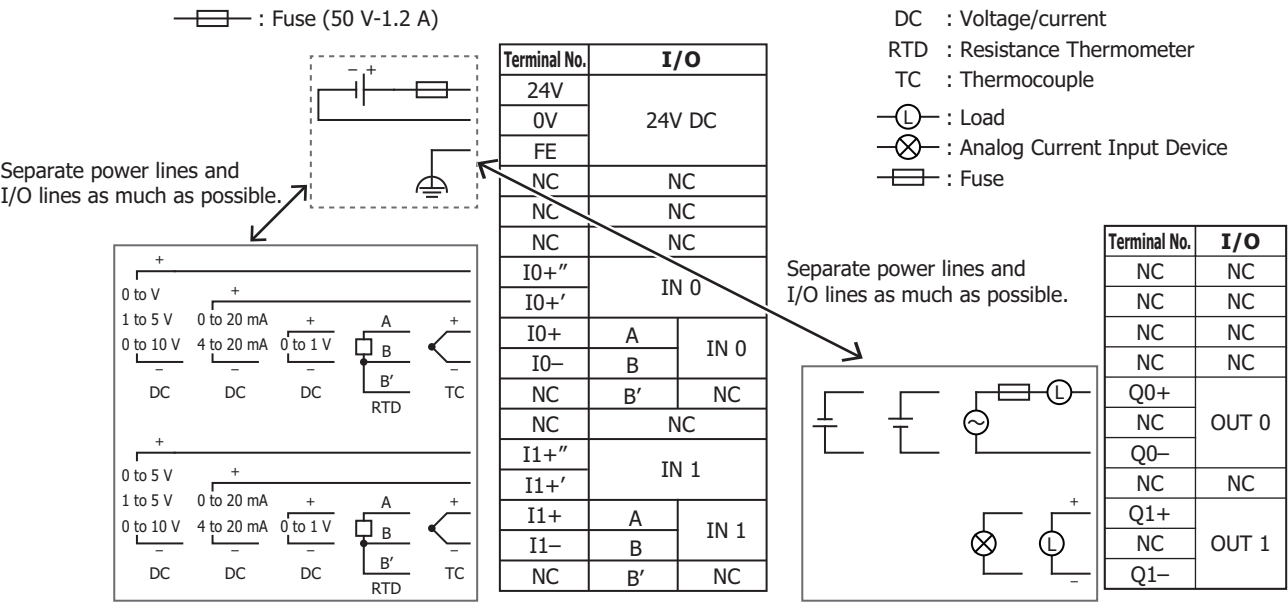 : Fuse (50 V-1.2 A)
DC : Voltage/current
RTD : Resistance Thermometer
TC : Thermocouple
L : Load
: Analog Current Input Device
: Fuse
– +
Separate power lines and
I/O lines as much as possible.
Terminal No. I/O
24V 24V DC
0V
FE
NC NC
NC NC
NC NC
I0+″ IN 0
I0+′
I0+ A IN 0
I0– B
NC B′ NC
NC NC
I1+″ IN 1
I1+′
I1+ A IN 1
I1– B
NC B′ NC
+
0 to V +
1 to 5 V 0 to 20 mA + A +
0 to 10 V 4 to 20 mA 0 to 1 V B
– – – B′ –
DC DC DC RTD TC
+
0 to 5 V +
1 to 5 V 0 to 20 mA + A +
0 to 10 V 4 to 20 mA 0 to 1 V B
– – – B′ –
DC DC DC RTD TC
Separate power lines and
I/O lines as much as possible.
L
+
L
–
Terminal No. I/O
NC NC
NC NC
NC NC
NC NC
Q0+ OUT 0
NC
Q0–
NC NC
Q1+ OUT 1
NC
Q1–